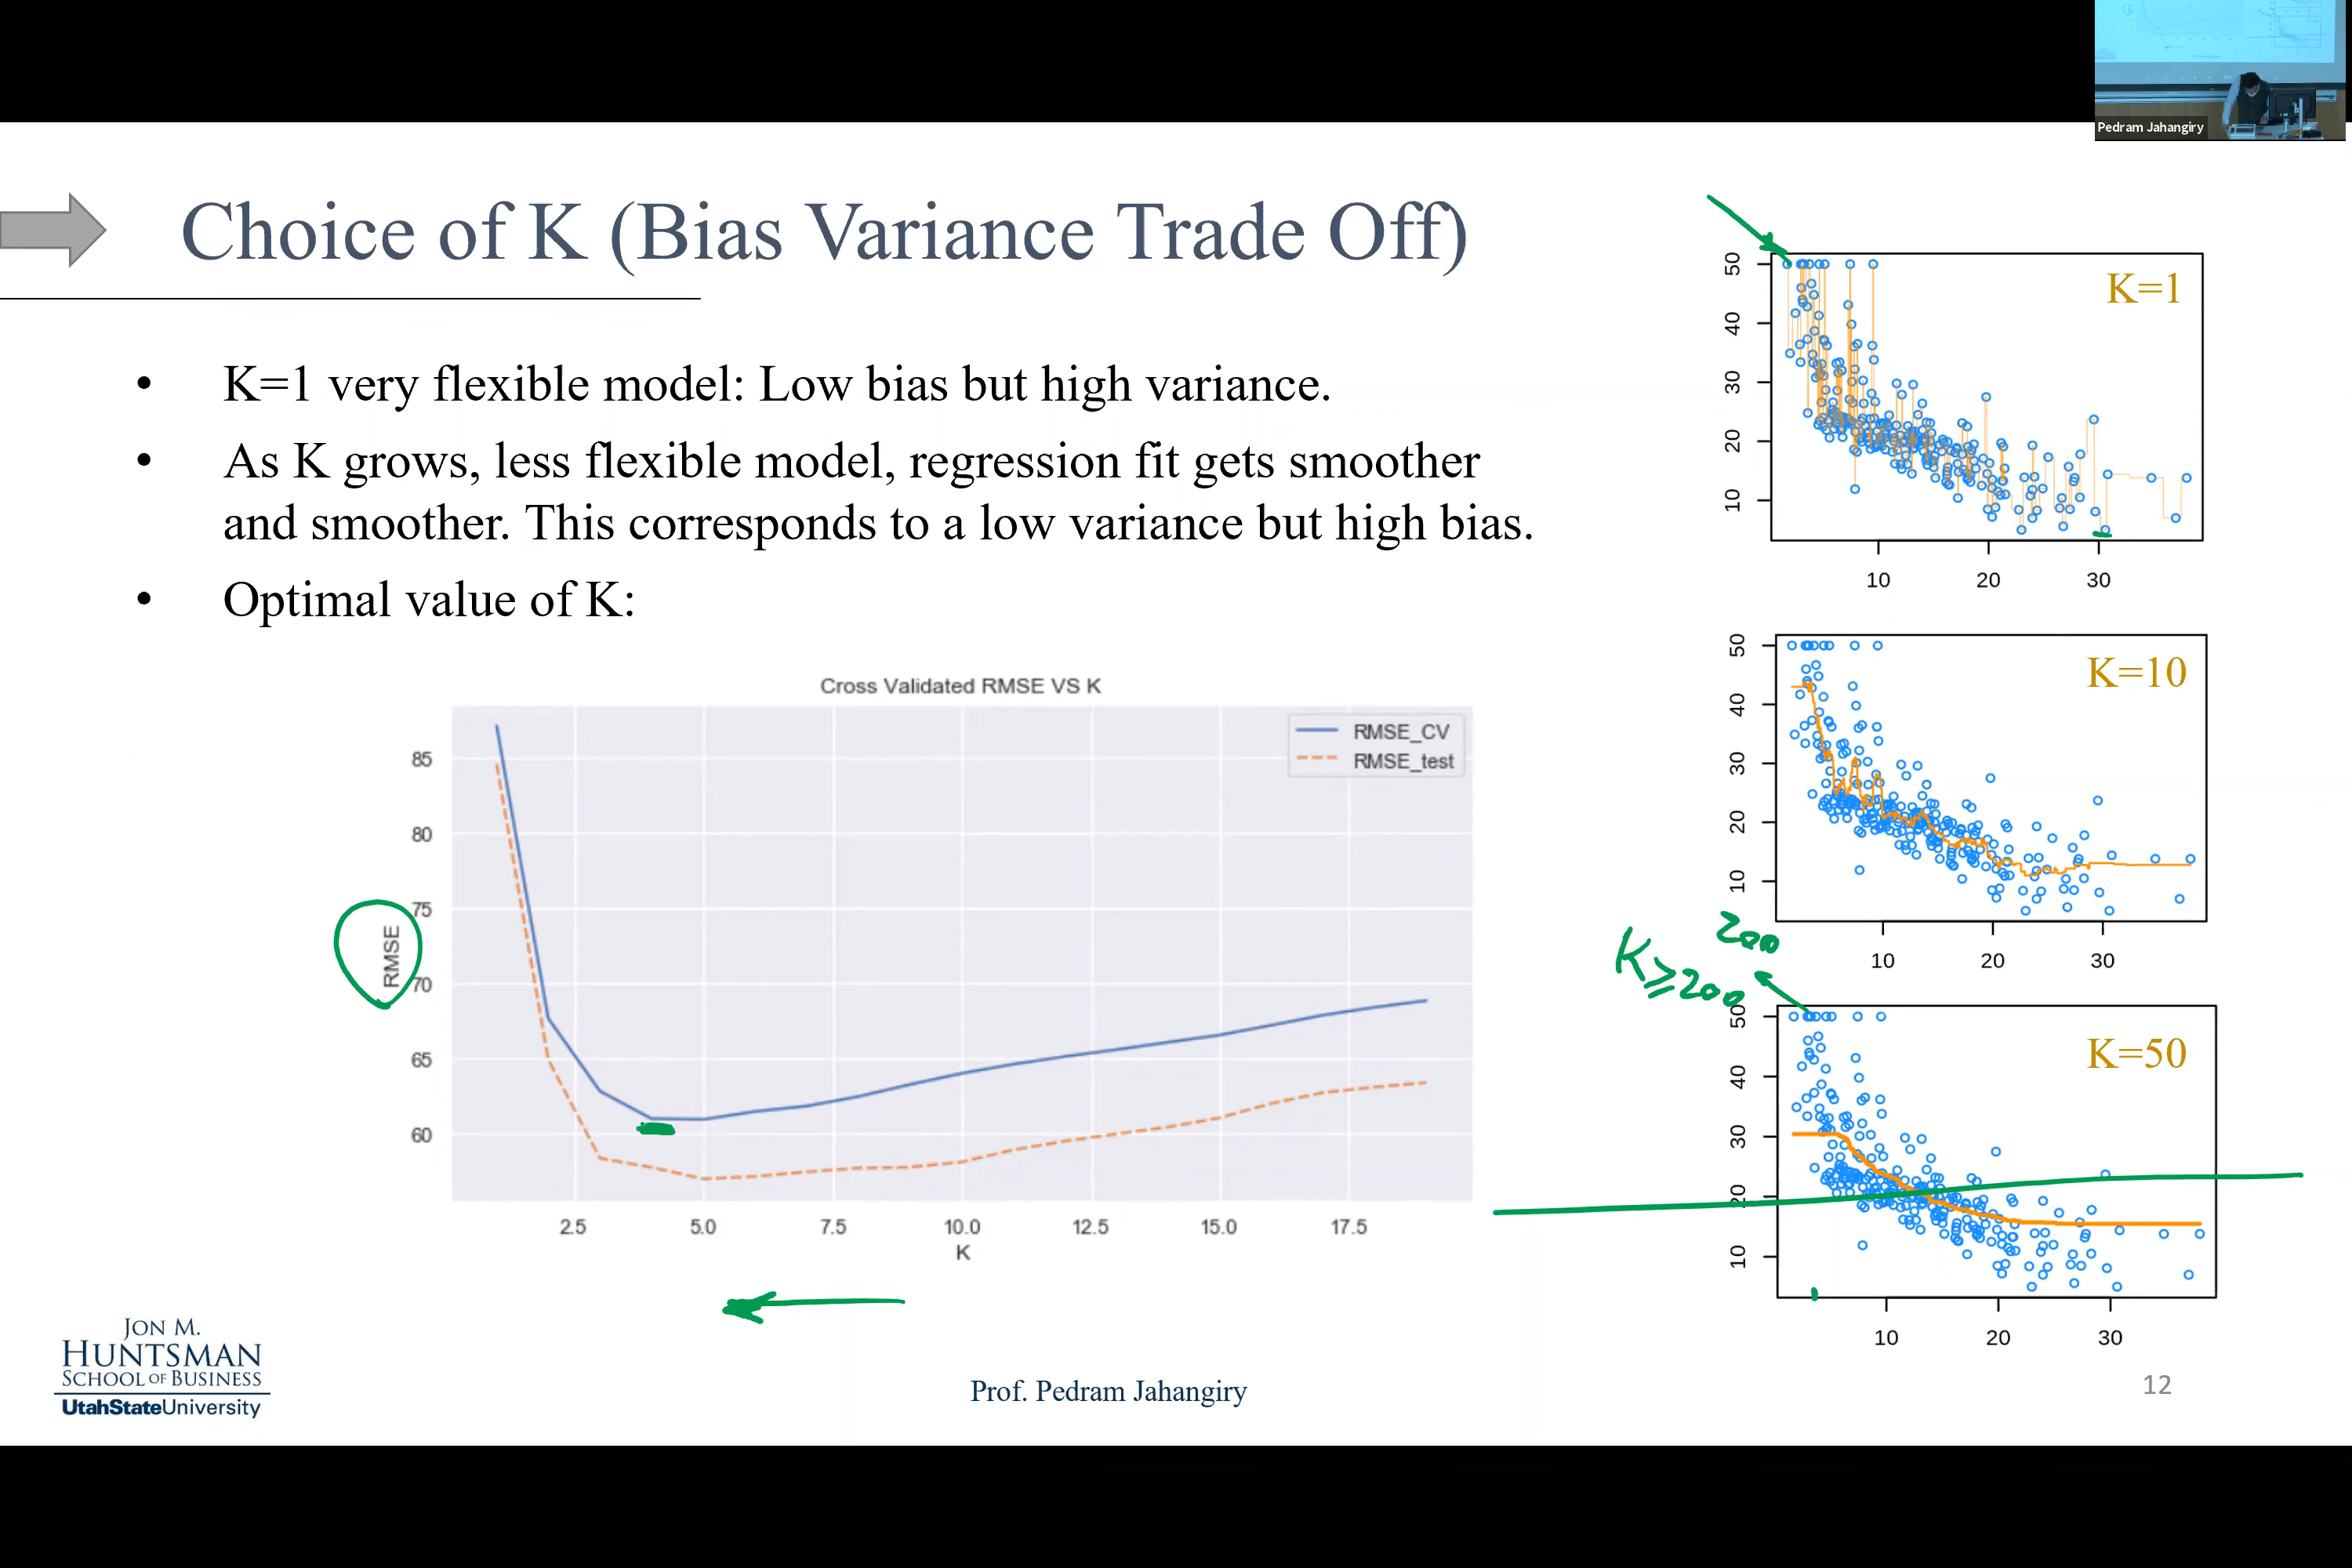 Pedram Jahangiry
Choice of K (Bias Variance Trade Off)
• K=1 very flexible model: Low bias but high variance.
• As K grows, less flexible model, regression fit gets smoother
and smoother. This corresponds to a low variance but high bias.
• Optimal value of K:
Cross Validated RMSE VS K
RMSE_CV
RMSE_test
85
80
75
70
65
60
RMSE
2.5 5.0 7.5 10.0 12.5 15.0 17.5
K
K=1
50
40
30
20
10
10 20 30
K=10
50
40
30
20
10
10 20 30
200
K≥200
K=50
50
40
30
20
10
10 20 30
JON M.
HUNTSMAN
SCHOOL OF BUSINESS
UtahStateUniversity
Prof. Pedram Jahangiry
12